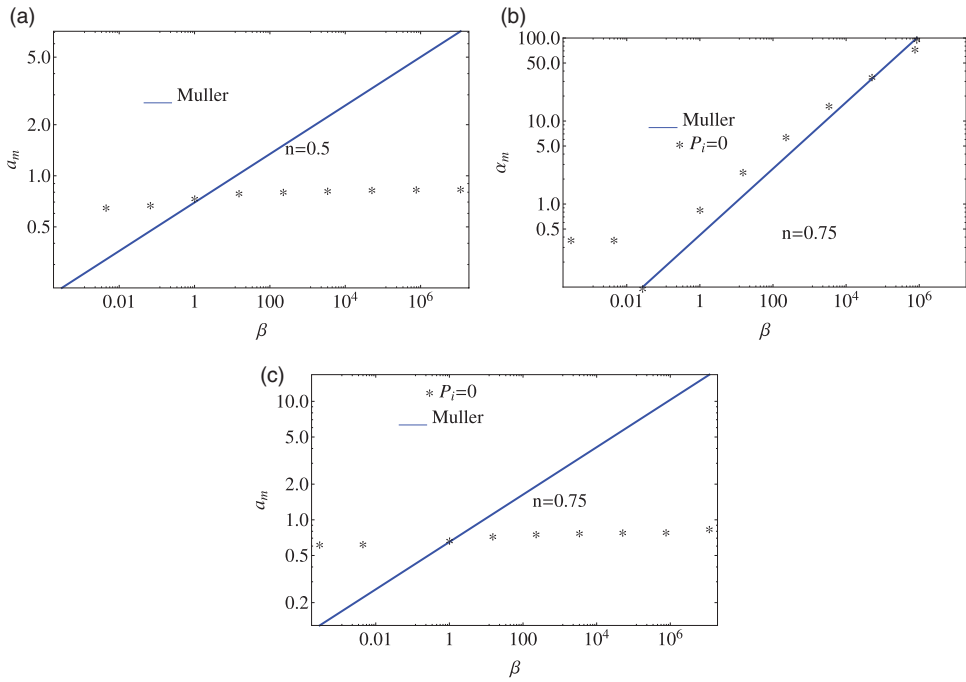 (a)
5.0
2.0
1.0
0.5
a_m
Muller
n=0.5
0.01
1
100
10^4
10^6
β
(b)
100.0
50.0
10.0
5.0
1.0
0.5
α_m
Muller
* P_i=0
n=0.75
0.01
1
100
10^4
10^6
β
(c)
10.0
5.0
2.0
1.0
0.5
0.2
a_m
* P_i=0
Muller
n=0.75
0.01
1
100
10^4
10^6
β